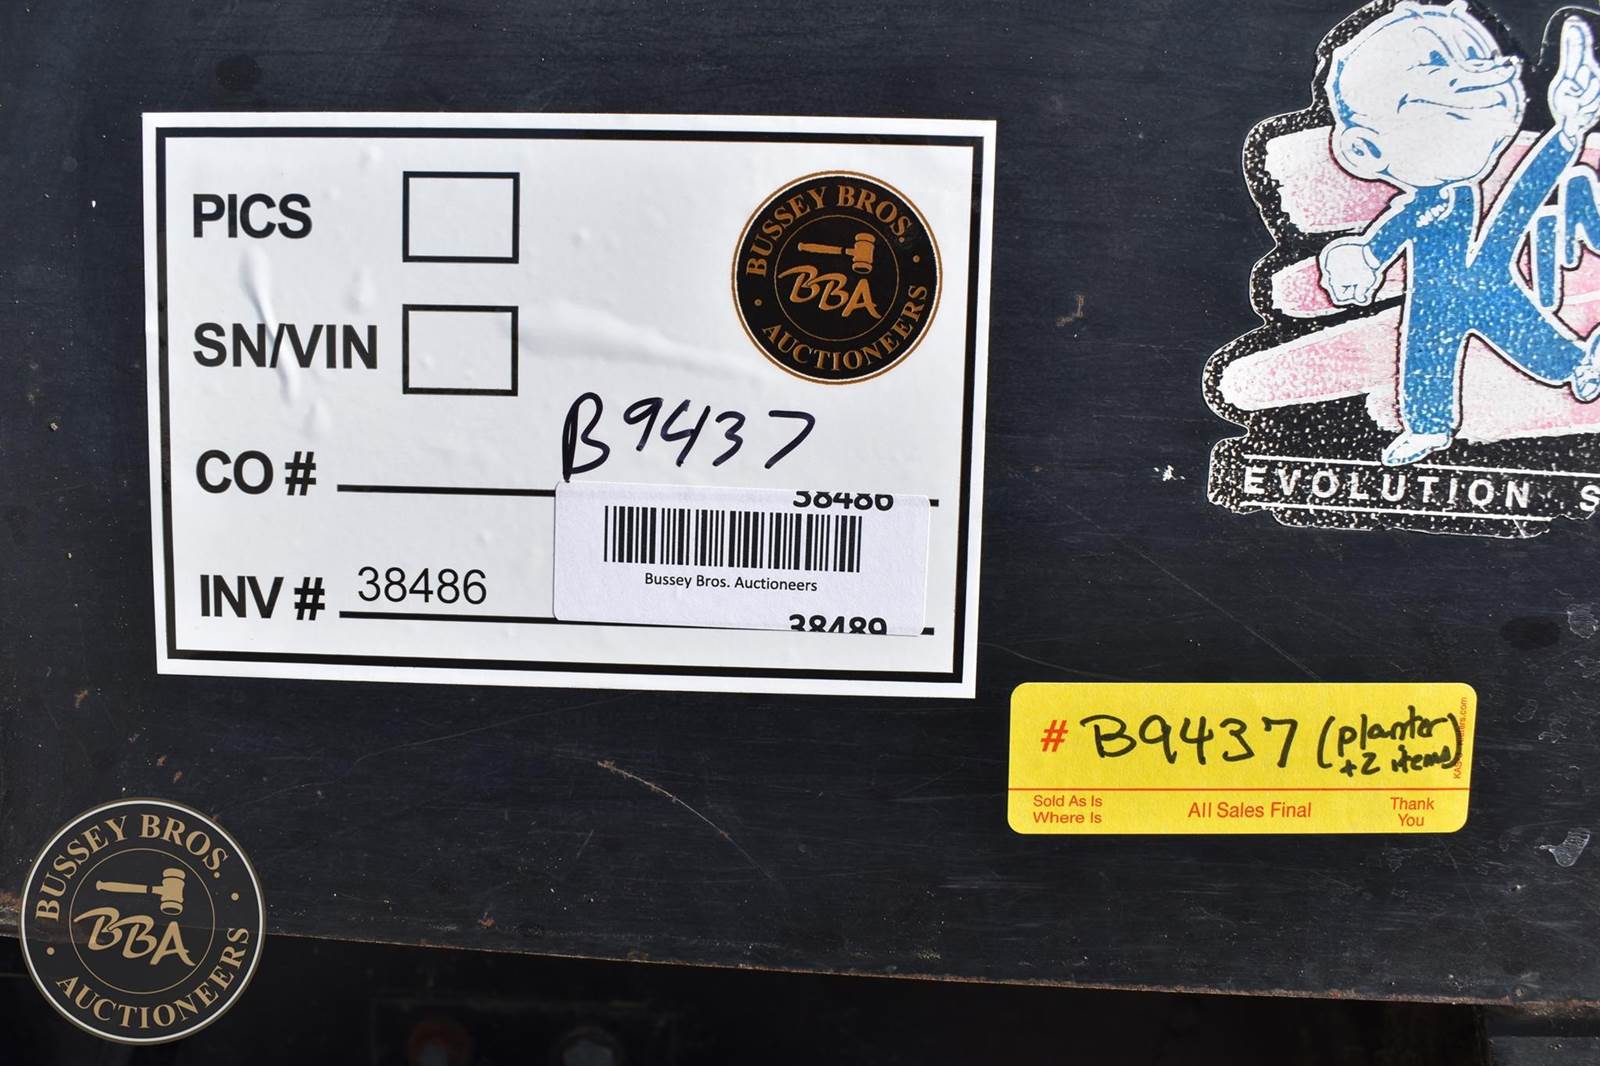 PICS
SN/VIN
CO #
INV # 38486
BUSSEY BROS.
BBA
AUCTIONEERS
B9437
38486
Bussey Bros. Auctioneers
38489
Kin
EVOLUTION S
# B9437 (planter
+2 items)
Sold As Is
Where Is
All Sales Final
Thank
You
BUSSEY BROS.
BBA
AUCTIONEERS